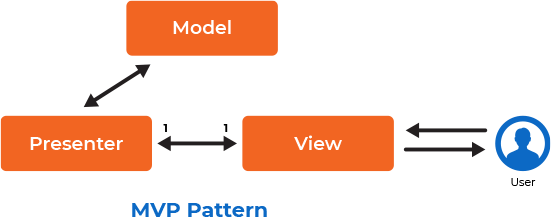 Model
1 1
Presenter View
User
MVP Pattern